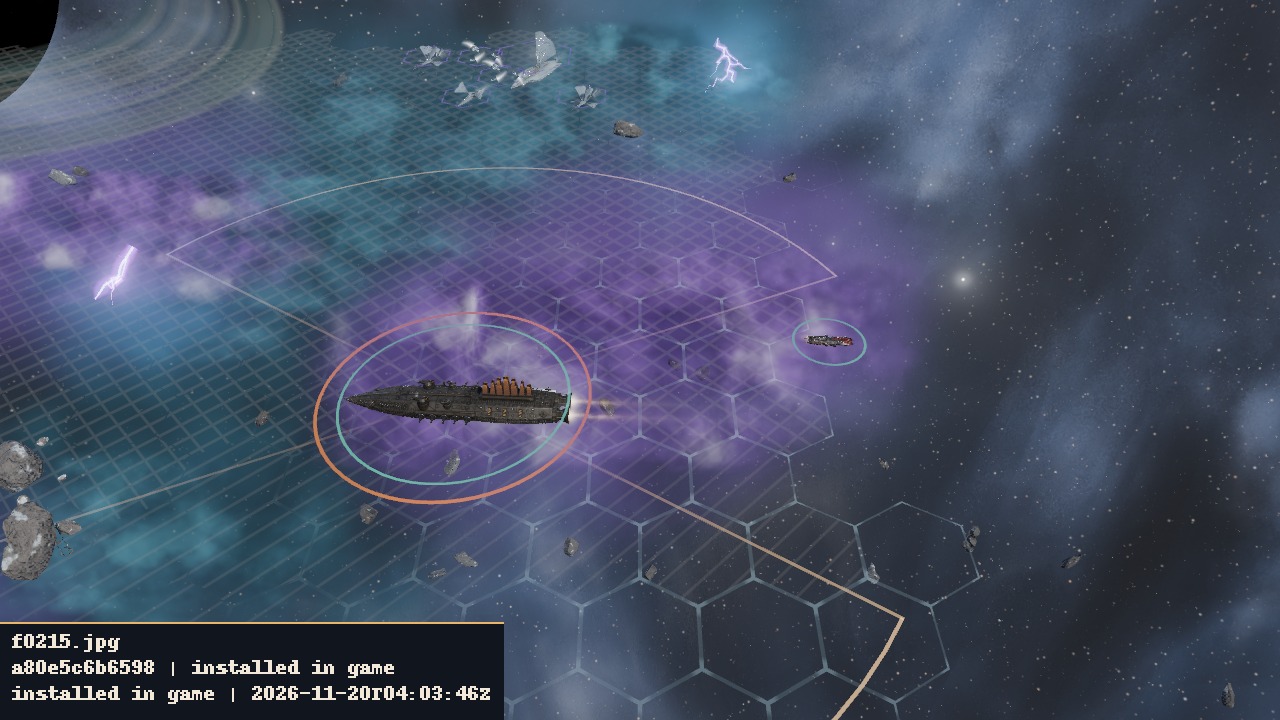 f0215.jpg
a80e5c6b6598 | installed in game
installed in game | 2026-11-20T04:03:46Z